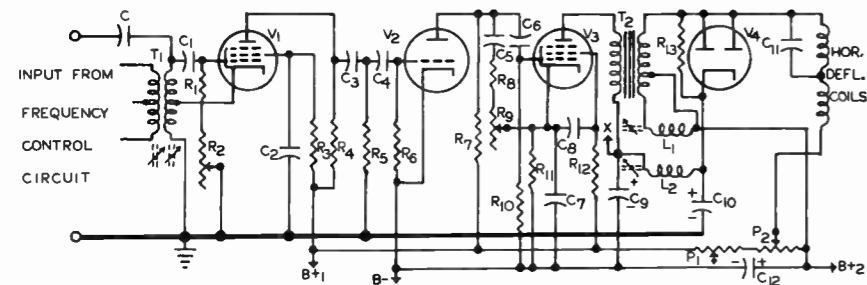 C
T1
C1
V1
V2
C6
V3
T2
V4
C11
HOR.
DEFL.
COILS
INPUT FROM
FREQUENCY
CONTROL
CIRCUIT
R1
R2
C2
R3
R4
C3
C4
R5
R6
R7
C5
R8
R9
R10
R11
C8
C7
R12
R13
X
L1
L2
+
C9
-
+
C10
-
P1
P2
- +
C12
B+1
B-
B+2